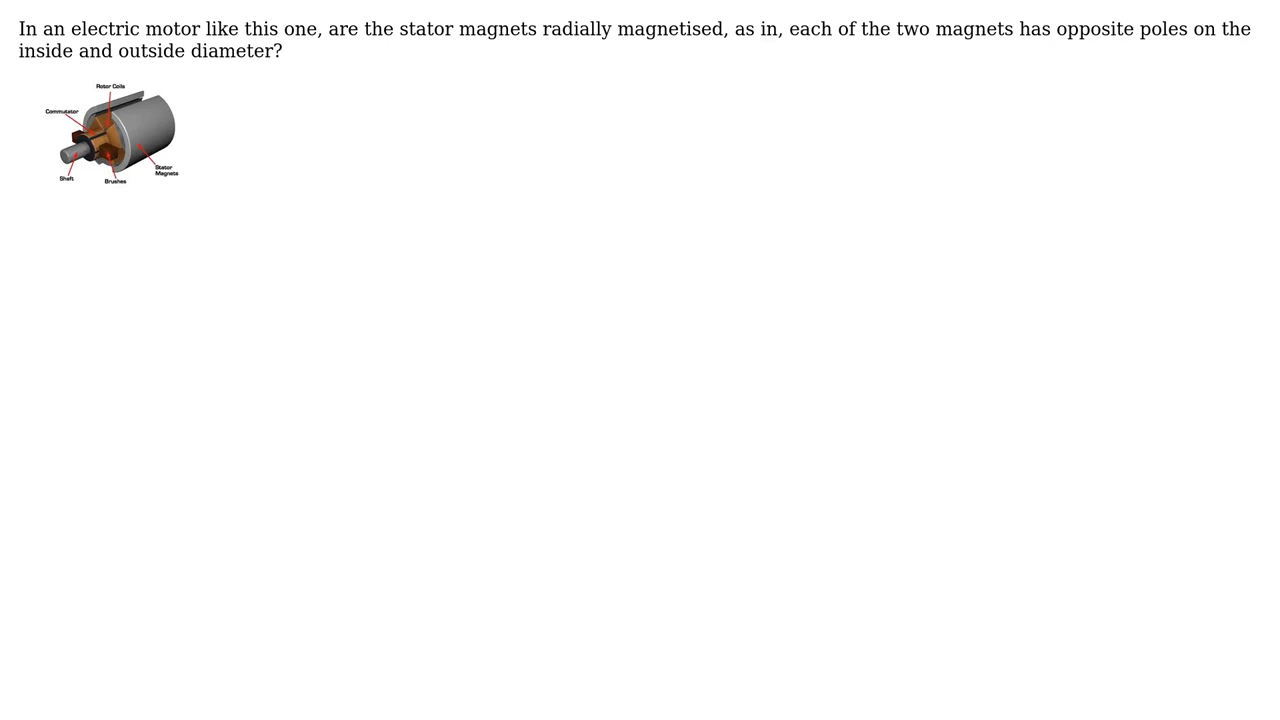 In an electric motor like this one, are the stator magnets radially magnetised, as in, each of the two magnets has opposite poles on the
inside and outside diameter?
Rotor Coils
Commutator
Stator
Magnets
Shaft
Brushes